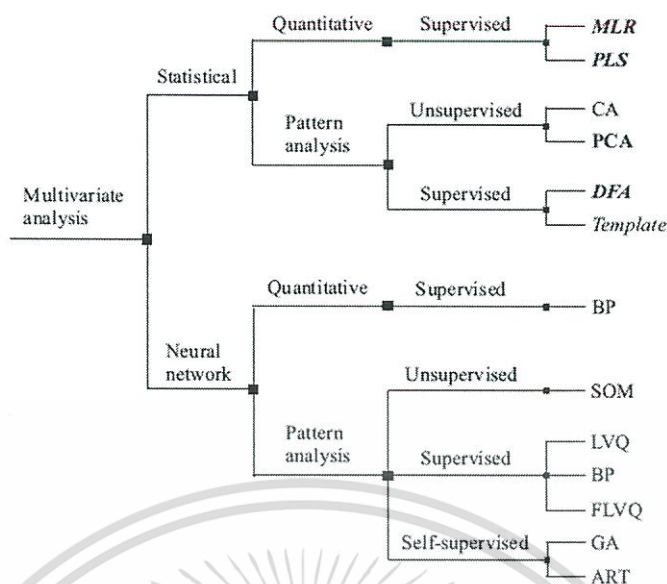 Quantitative
Supervised
MLR
PLS
Statistical
Pattern
analysis
Unsupervised
CA
PCA
Supervised
DFA
Template
Multivariate
analysis
Quantitative
Supervised
BP
Neural
network
Unsupervised
SOM
Pattern
analysis
Supervised
LVQ
BP
FLVQ
Self-supervised
GA
ART